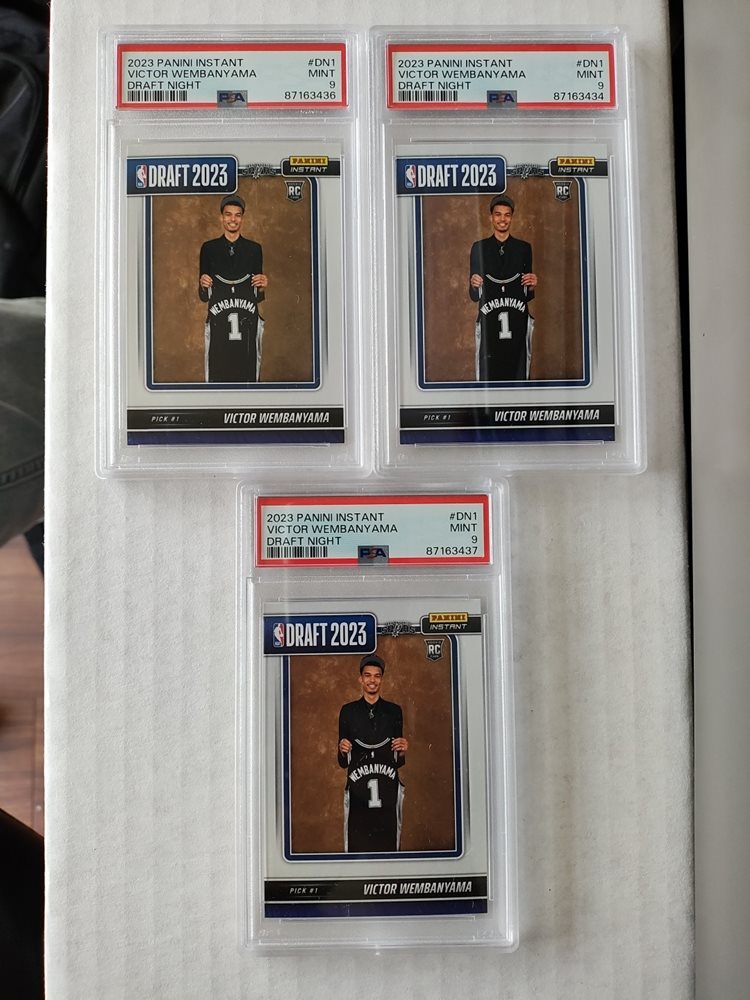 2023 PANINI INSTANT #DN1
VICTOR WEMBANYAMA MINT
DRAFT NIGHT 9
PSA 87163436
DRAFT 2023
PANINI
INSTANT
RC
WEMBANYAMA
1
PICK #1 VICTOR WEMBANYAMA
2023 PANINI INSTANT #DN1
VICTOR WEMBANYAMA MINT
DRAFT NIGHT 9
PSA 87163434
DRAFT 2023
PANINI
INSTANT
RC
WEMBANYAMA
1
PICK #1 VICTOR WEMBANYAMA
2023 PANINI INSTANT #DN1
VICTOR WEMBANYAMA MINT
DRAFT NIGHT 9
PSA 87163437
DRAFT 2023
PANINI
INSTANT
RC
WEMBANYAMA
1
PICK #1 VICTOR WEMBANYAMA